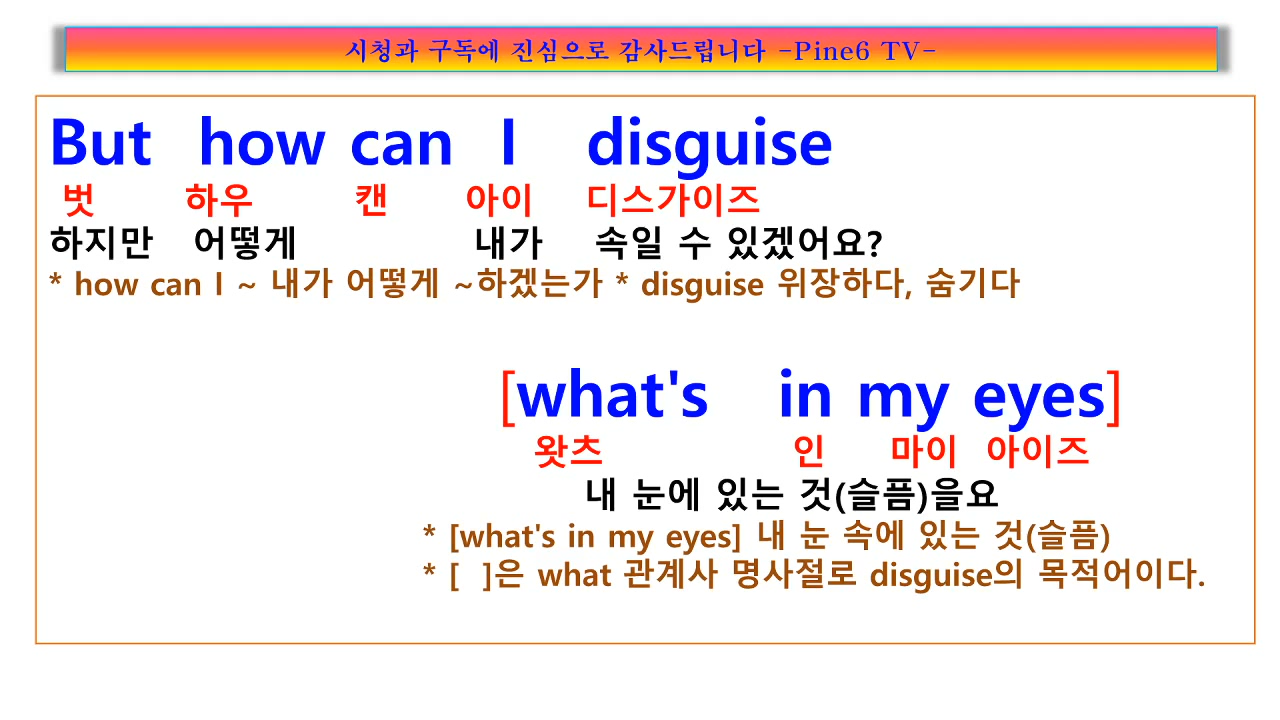 시청과 구독에 진심으로 감사드립니다 -Pine6 TV-
But how can I disguise
벗 하우 캔 아이 디스가이즈
하지만 어떻게 내가 속일 수 있겠어요?
* how can I ~ 내가 어떻게 ~하겠는가 * disguise 위장하다, 숨기다
[what's in my eyes]
왓츠 인 마이 아이즈
내 눈에 있는 것(슬픔)을요
* [what's in my eyes] 내 눈 속에 있는 것(슬픔)
* [ ]은 what 관계사 명사절로 disguise의 목적어이다.